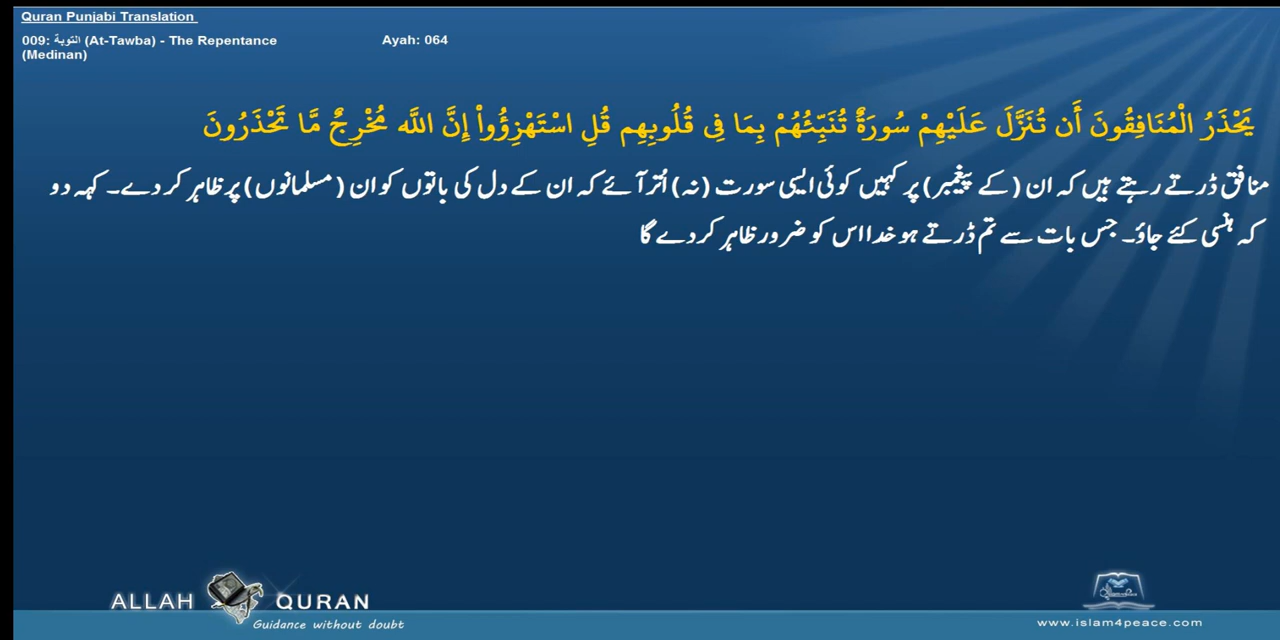 Quran Punjabi Translation
009: التوبة (At-Tawba) - The Repentance Ayah: 064
(Medinan)
يَحْذَرُ الْمُنَافِقُونَ أَن تُنَزَّلَ عَلَيْهِمْ سُورَةٌ تُنَبِّئُهُمْ بِمَا فِي قُلُوبِهِم قُلِ اسْتَهْزِؤُواْ إِنَّ اللّهَ مُخْرِجٌ مَّا تَحْذَرُونَ
منافق ڈرتے رہتے ہیں کہ ان (کے پیغمبر) پر کہیں کوئی ایسی سورت (نہ) اُتر آئے کہ ان کے دل کی باتوں کو ان (مسلمانوں) پر ظاہر کر دے۔ کہہ دو
کہ ہنسی کئے جاؤ۔ جس بات سے تم ڈرتے ہو خدا اس کو ضرور ظاہر کردے گا
ALLAH QURAN
Guidance without doubt
www.islam4peace.com